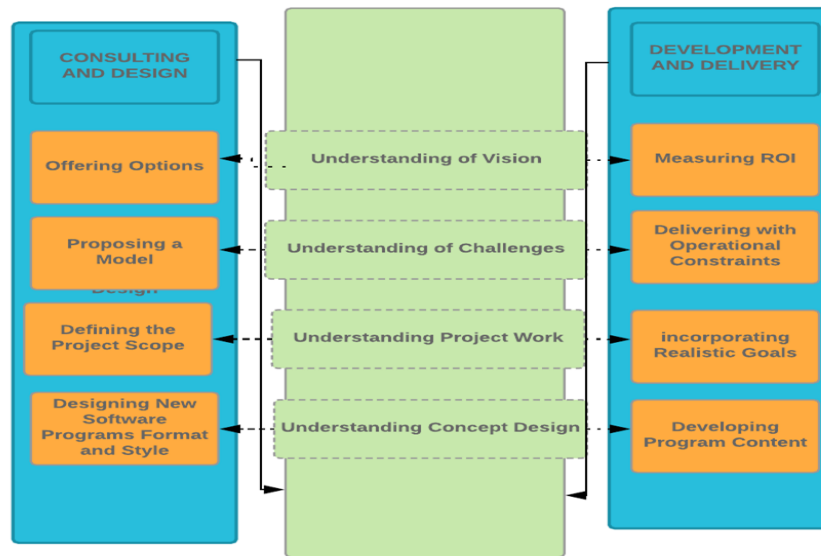 CONSULTING
AND DESIGN
Offering Options
Proposing a
Model
Design
Defining the
Project Scope
Designing New
Software
Programs Format
and Style
Understanding of Vision
Understanding of Challenges
Understanding Project Work
Understanding Concept Design
DEVELOPMENT
AND DELIVERY
Measuring ROI
Delivering with
Operational
Constraints
incorporating
Realistic Goals
Developing
Program Content